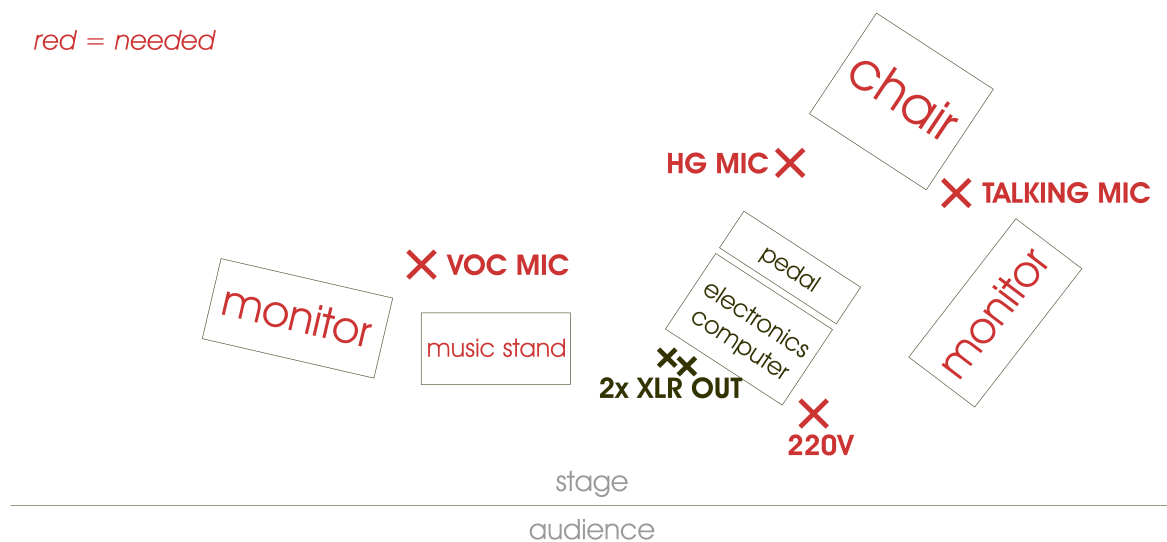 red = needed
chair
HG MIC
TALKING MIC
VOC MIC
pedal
monitor
music stand
electronics
computer
monitor
2x XLR OUT
220V
stage
audience